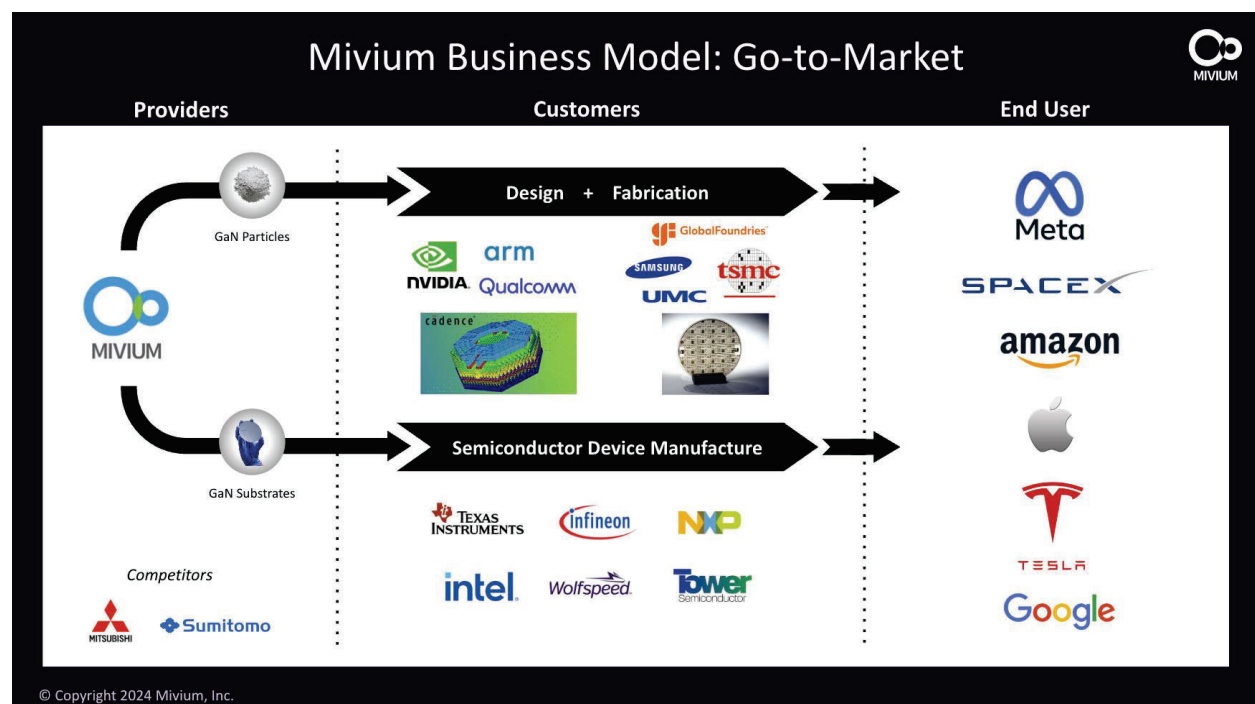 Mivium Business Model: Go-to-Market
MIVIUM
Providers
Customers
End User
GaN Particles
Design + Fabrication
GlobalFoundries
NVIDIA
arm
Qualcomm
SAMSUNG
tsmc
UMC
cādence
MIVIUM
GaN Substrates
Semiconductor Device Manufacture
TEXAS
INSTRUMENTS
infineon
NXP
intel
Wolfspeed
Tower
Semiconductor
Competitors
MITSUBISHI
Sumitomo
Meta
SPACEX
amazon
TESLA
Google
© Copyright 2024 Mivium, Inc.